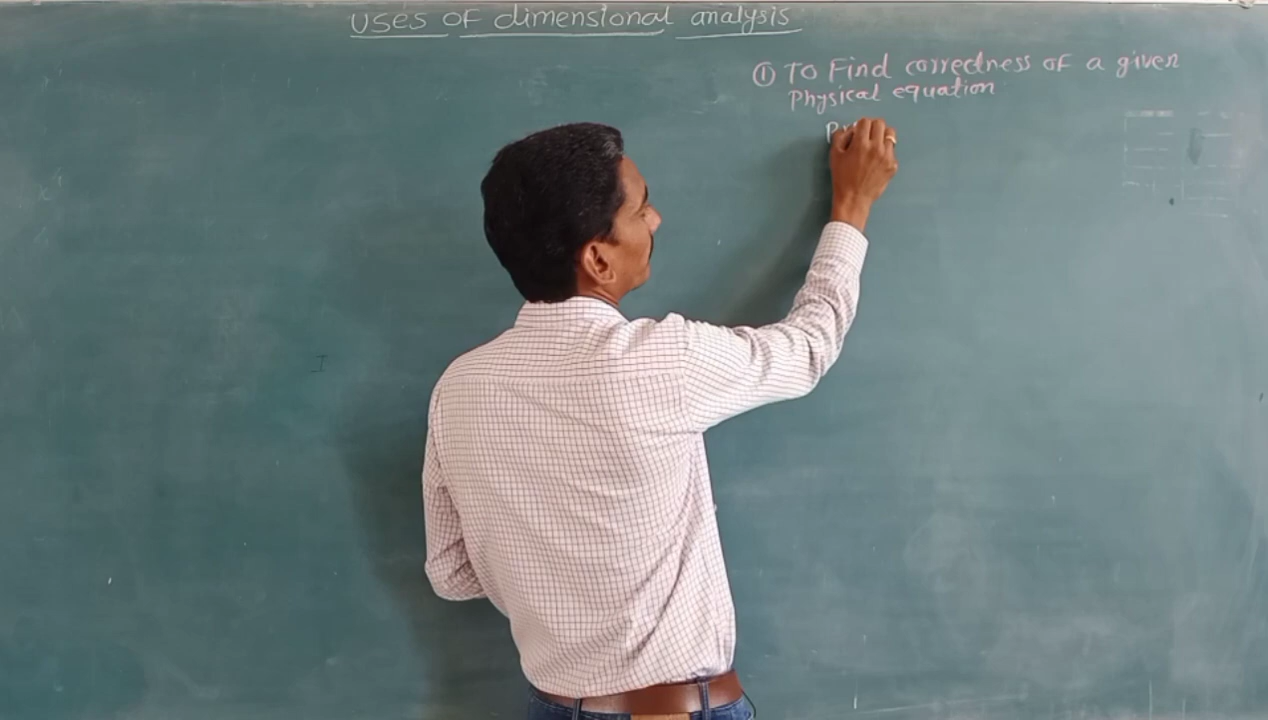 Uses of dimensional analysis
① To Find correctness of a given
Physical equation